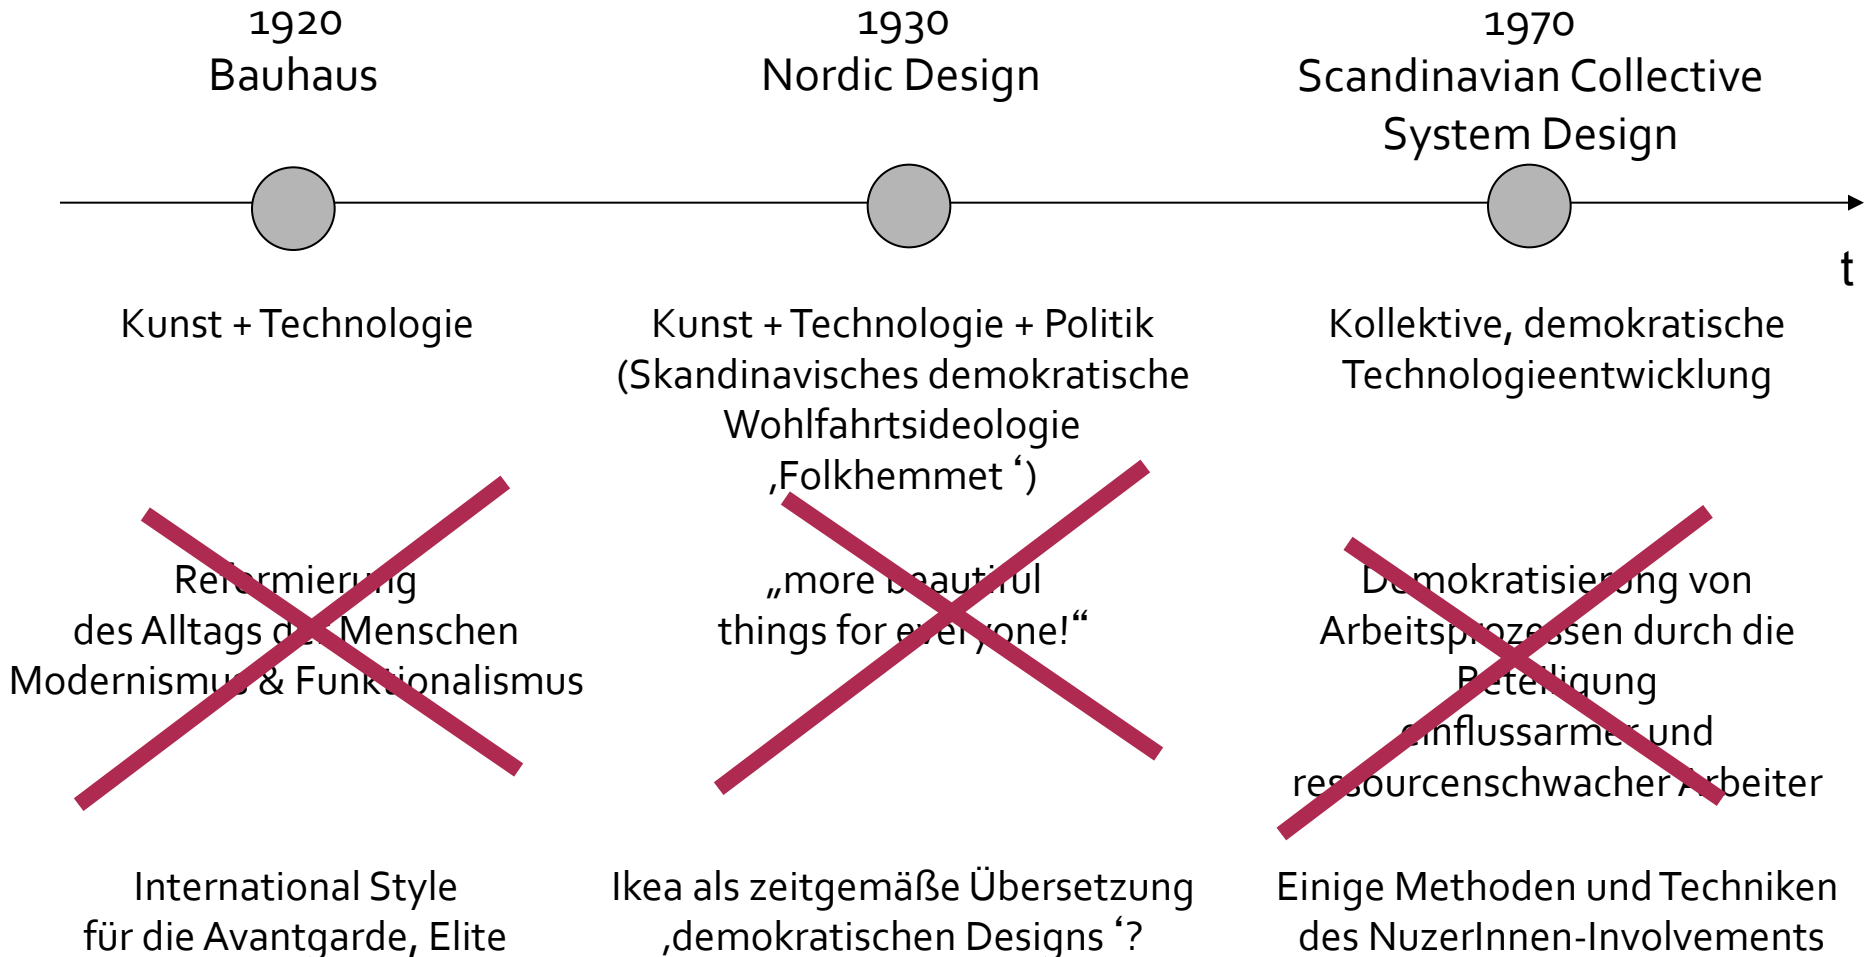 1920
Bauhaus
1930
Nordic Design
1970
Scandinavian Collective
System Design
t
Kunst + Technologie
Kunst + Technologie + Politik
(Skandinavisches demokratische
Wohlfahrtsideologie
‚Folkhemmet ‘)
Kollektive, demokratische
Technologieentwicklung
Reformierung
des Alltags der Menschen
Modernismus & Funktionalismus
„more beautiful
things for everyone!“
Demokratisierung von
Arbeitsprozessen durch die
Beteiligung
einflussarmer und
ressourcenschwacher Arbeiter
International Style
für die Avantgarde, Elite
Ikea als zeitgemäße Übersetzung
‚demokratischen Designs ‘?
Einige Methoden und Techniken
des NuzerInnen-Involvements